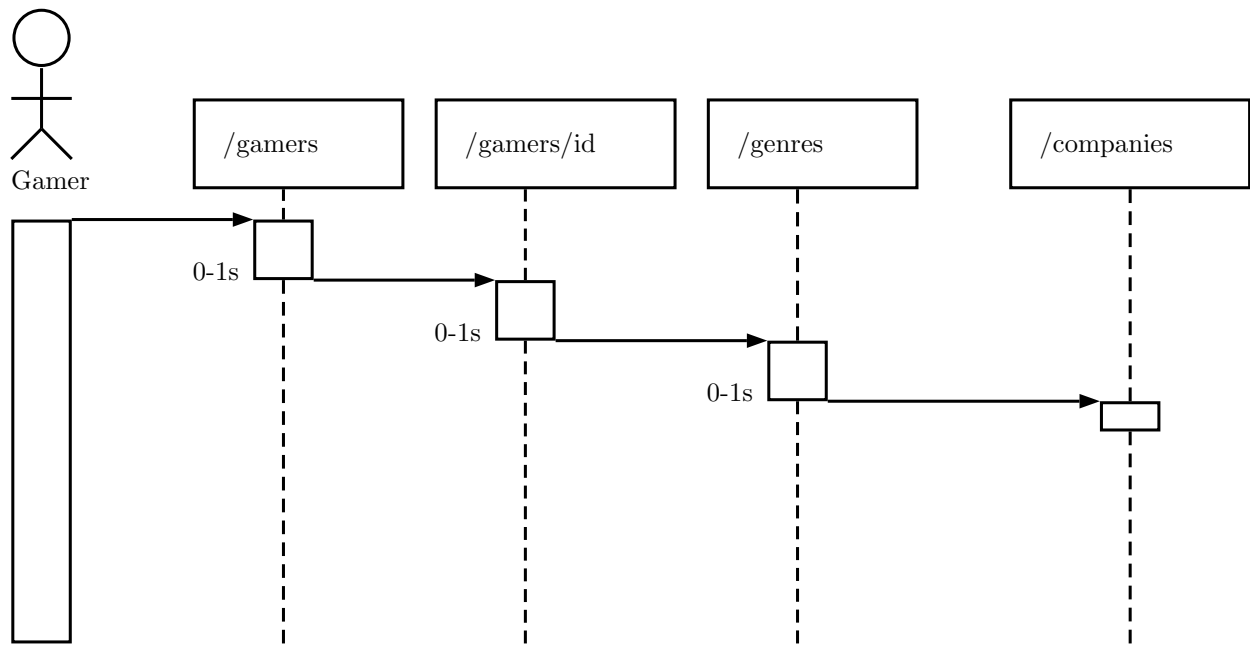 /gamers
/gamers/id
/genres
/companies
Gamer
0-1s
0-1s
0-1s